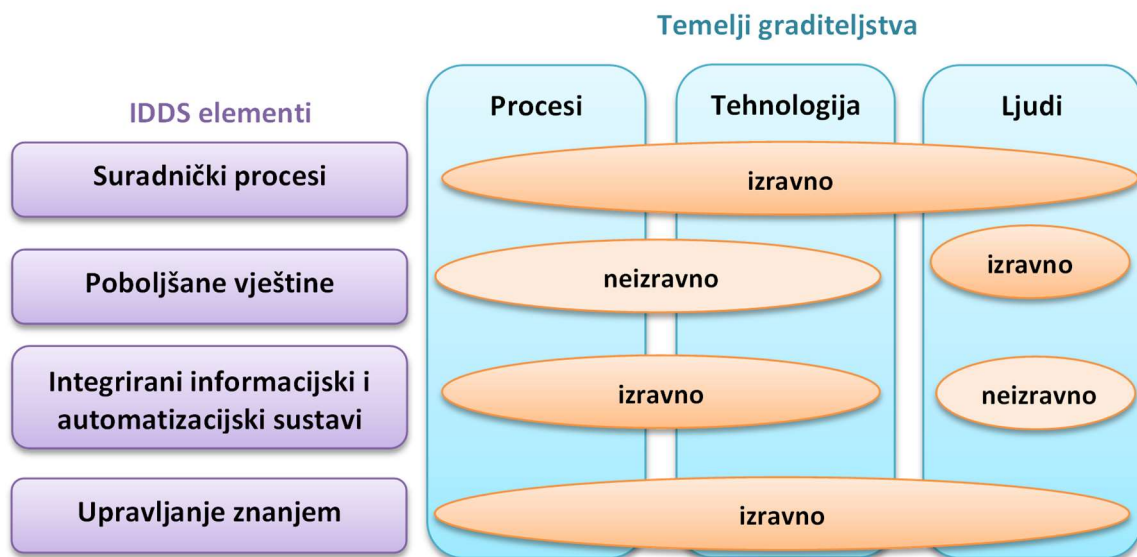 Temelji graditeljstva
IDDS elementi
Procesi
Tehnologija
Ljudi
Suradnički procesi
izravno
Poboljšane vještine
neizravno
izravno
Integrirani informacijski i
automatizacijski sustavi
izravno
neizravno
Upravljanje znanjem
izravno